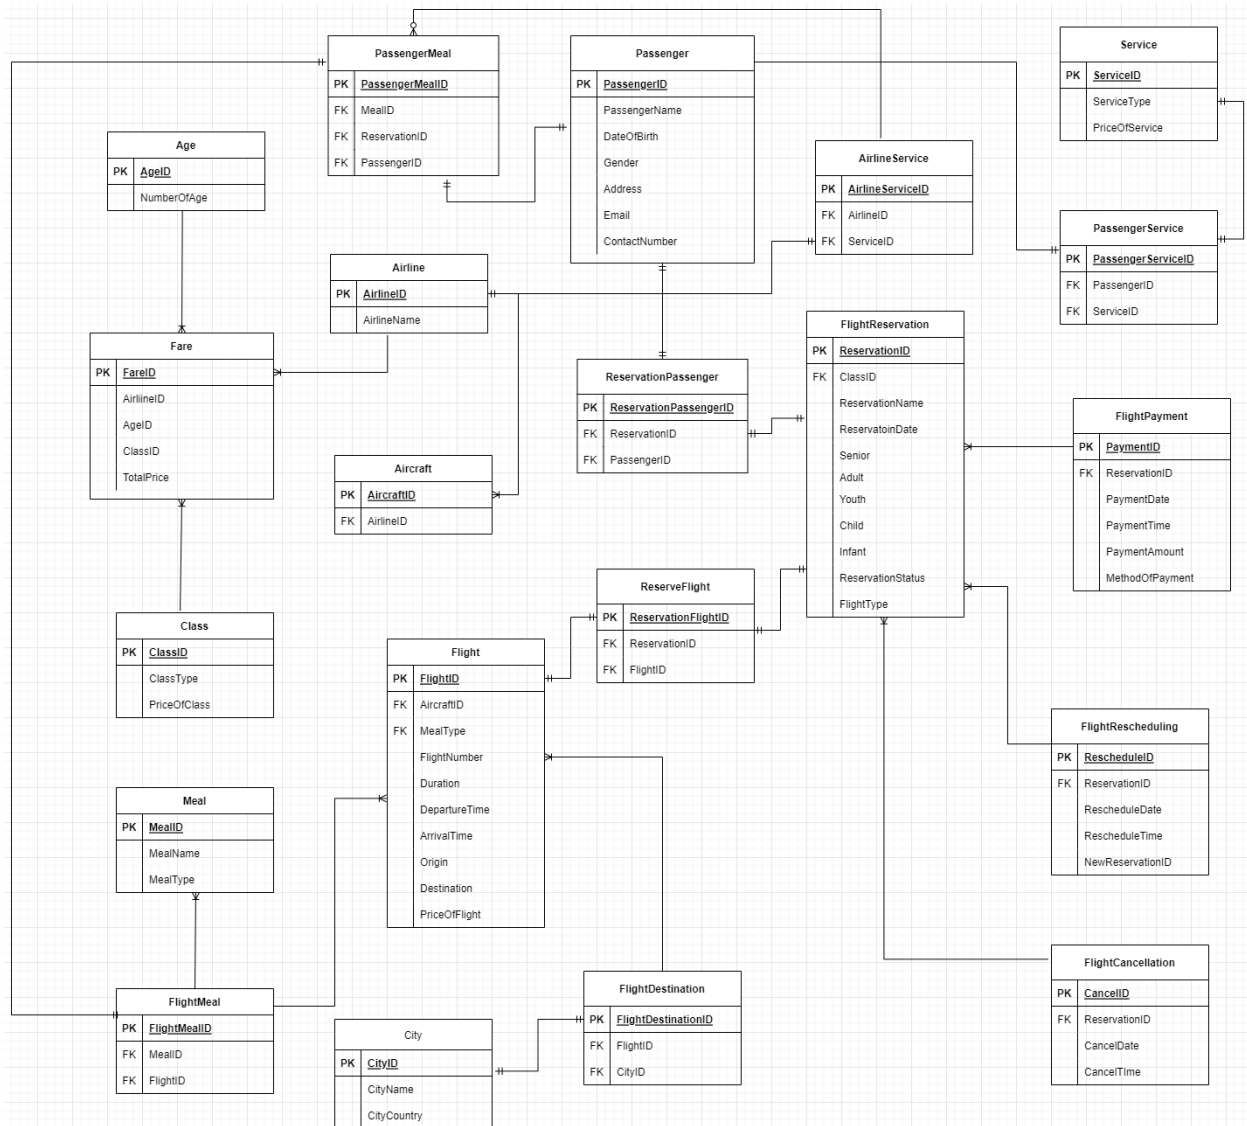 PassengerMeal
PK PassengerMealID
FK MealID
FK ReservationID
FK PassengerID
Passenger
PK PassengerID
PassengerName
DateOfBirth
Gender
Address
Email
ContactNumber
Service
PK ServiceID
ServiceType
PriceOfService
Age
PK AgeID
NumberOfAge
AirlineService
PK AirlineServiceID
FK AirlineID
FK ServiceID
PassengerService
PK PassengerServiceID
FK PassengerID
FK ServiceID
Airline
PK AirlineID
AirlineName
Fare
PK FareID
AirliineID
AgeID
ClassID
TotalPrice
FlightReservation
PK ReservationID
FK ClassID
ReservationName
ReservatoinDate
Senior
Adult
Youth
Child
Infant
ReservationStatus
FlightType
ReservationPassenger
PK ReservationPassengerID
FK ReservationID
FK PassengerID
FlightPayment
PK PaymentID
FK ReservationID
PaymentDate
PaymentTime
PaymentAmount
MethodOfPayment
Aircraft
PK AircraftID
FK AirlineID
ReserveFlight
PK ReservationFlightID
FK ReservationID
FK FlightID
Class
PK ClassID
ClassType
PriceOfClass
Flight
PK FlightID
FK AircraftID
FK MealType
FlightNumber
Duration
DepartureTime
ArrivalTime
Origin
Destination
PriceOfFlight
FlightRescheduling
PK RescheduleID
FK ReservationID
RescheduleDate
RescheduleTime
NewReservationID
Meal
PK MealID
MealName
MealType
FlightCancellation
PK CancelID
FK ReservationID
CancelDate
CancelTIme
FlightDestination
PK FlightDestinationID
FK FlightID
FK CityID
FlightMeal
PK FlightMealID
FK MealID
FK FlightID
City
PK CityID
CityName
CityCountry